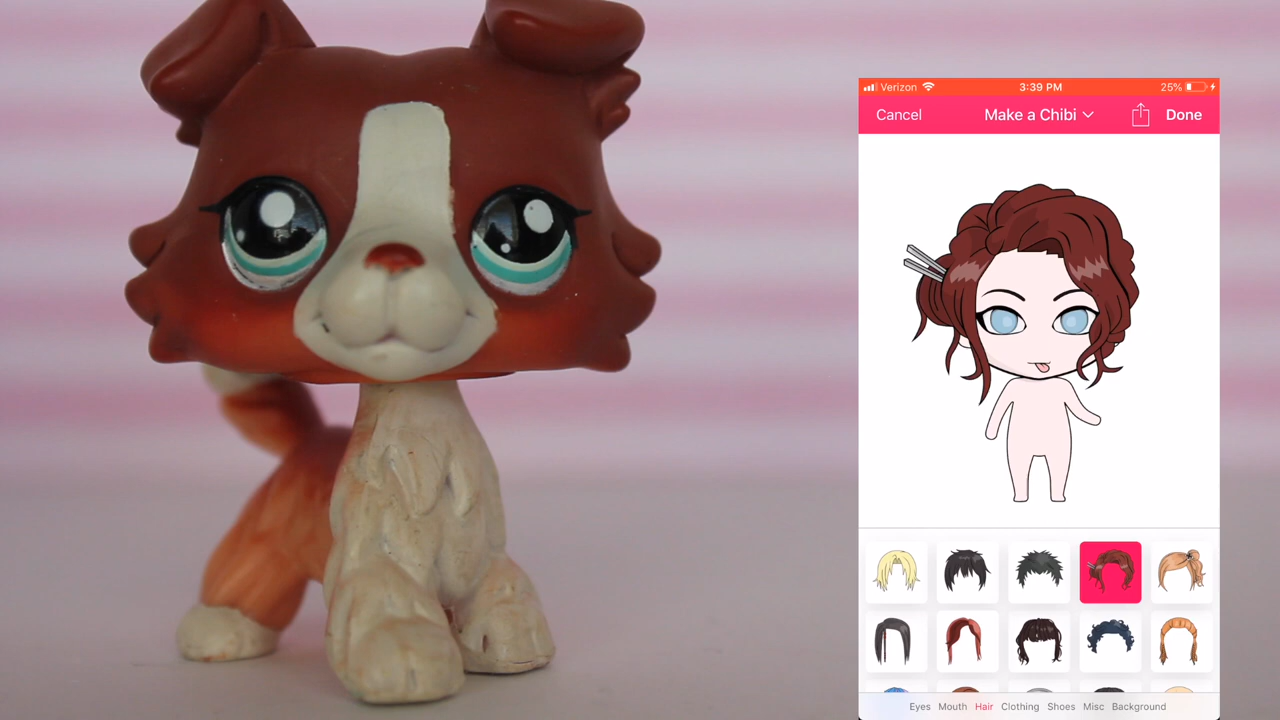 Verizon 3:39 PM 25%
Cancel Make a Chibi Done
Eyes Mouth Hair Clothing Shoes Misc Background